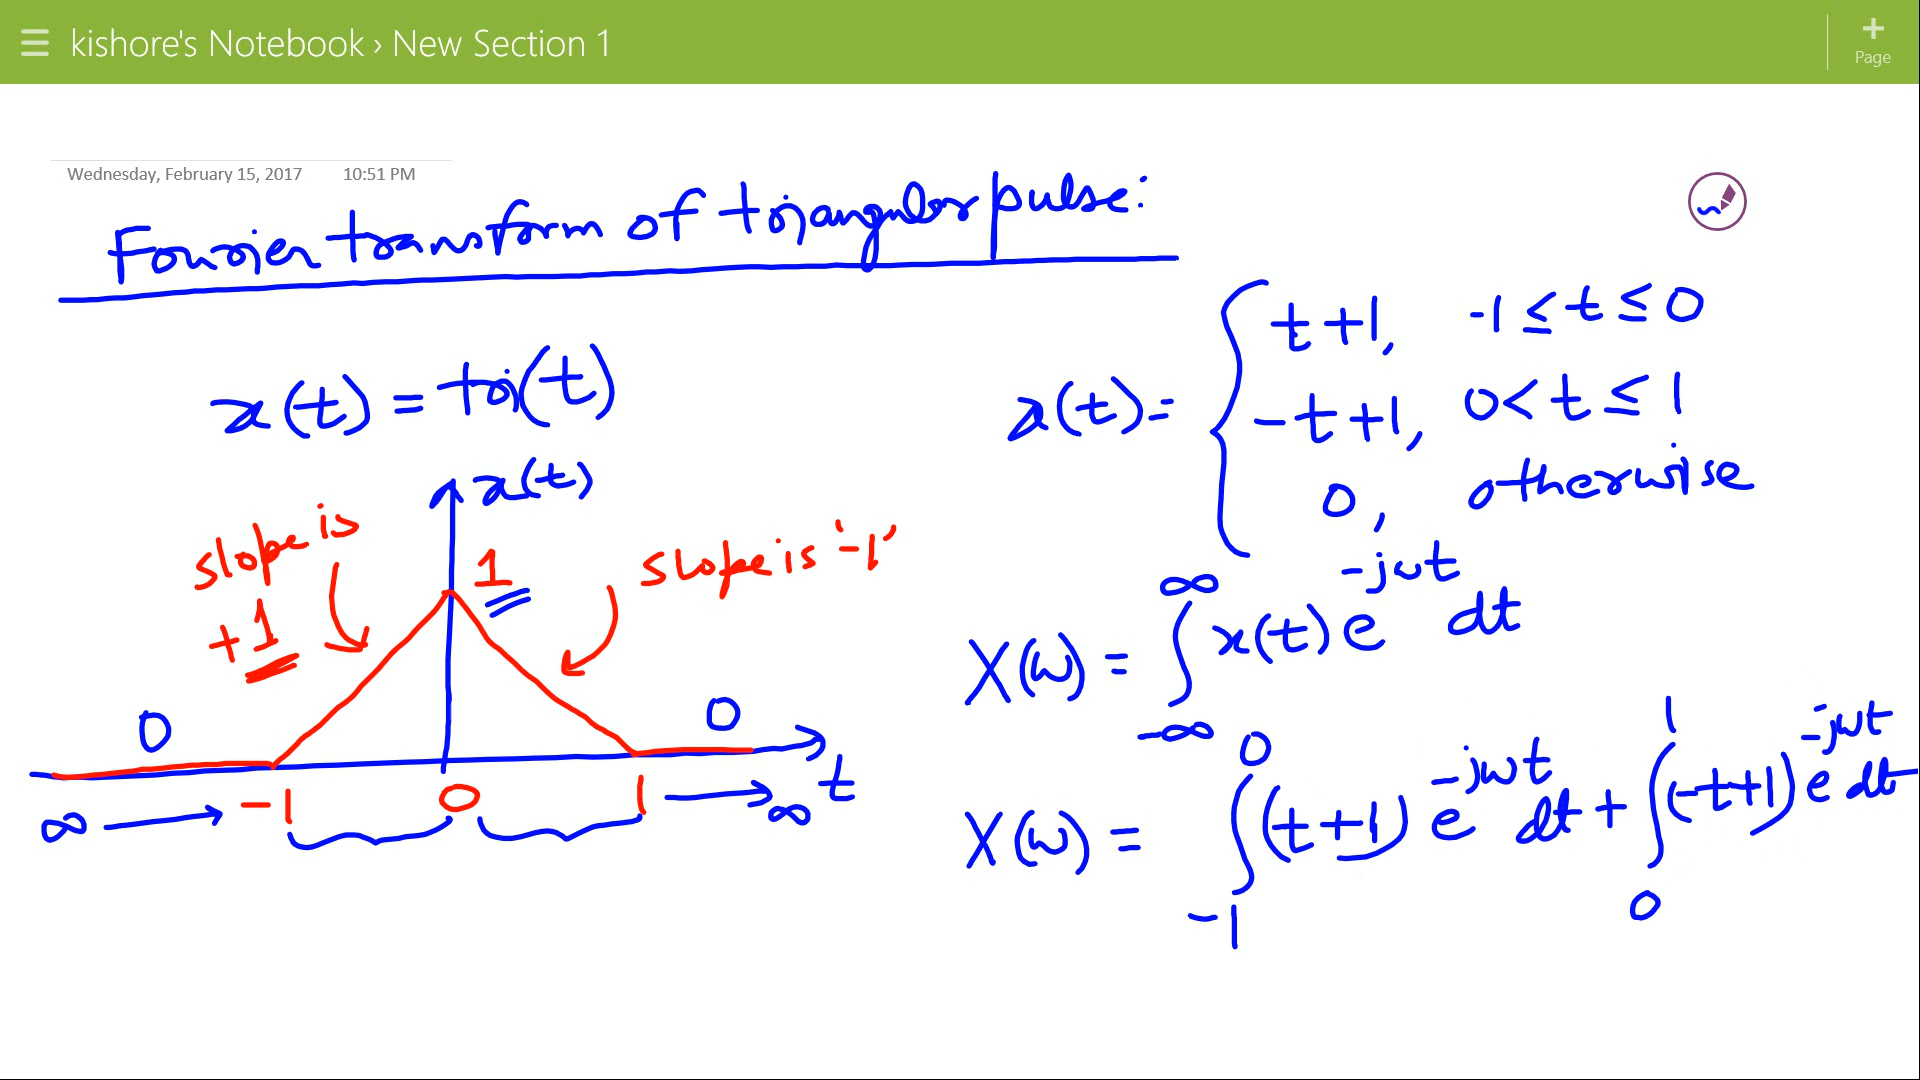 kishore's Notebook › New Section 1
Page
Wednesday, February 15, 2017 10:51 PM
Fourier transform of triangular pulse:
x(t) = tri(t)
x(t) = { t+1, -1 ≤ t ≤ 0
-t+1, 0 < t ≤ 1
0, otherwise
x(t)
slope is +1
1
slope is '-1'
0
0
-1
0
1
t
∞
∞
X(ω) = ∫_{-∞}^{∞} x(t) e^{-jωt} dt
X(ω) = ∫_{-1}^{0} (t+1) e^{-jωt} dt + ∫_{0}^{1} (-t+1) e^{-jωt} dt